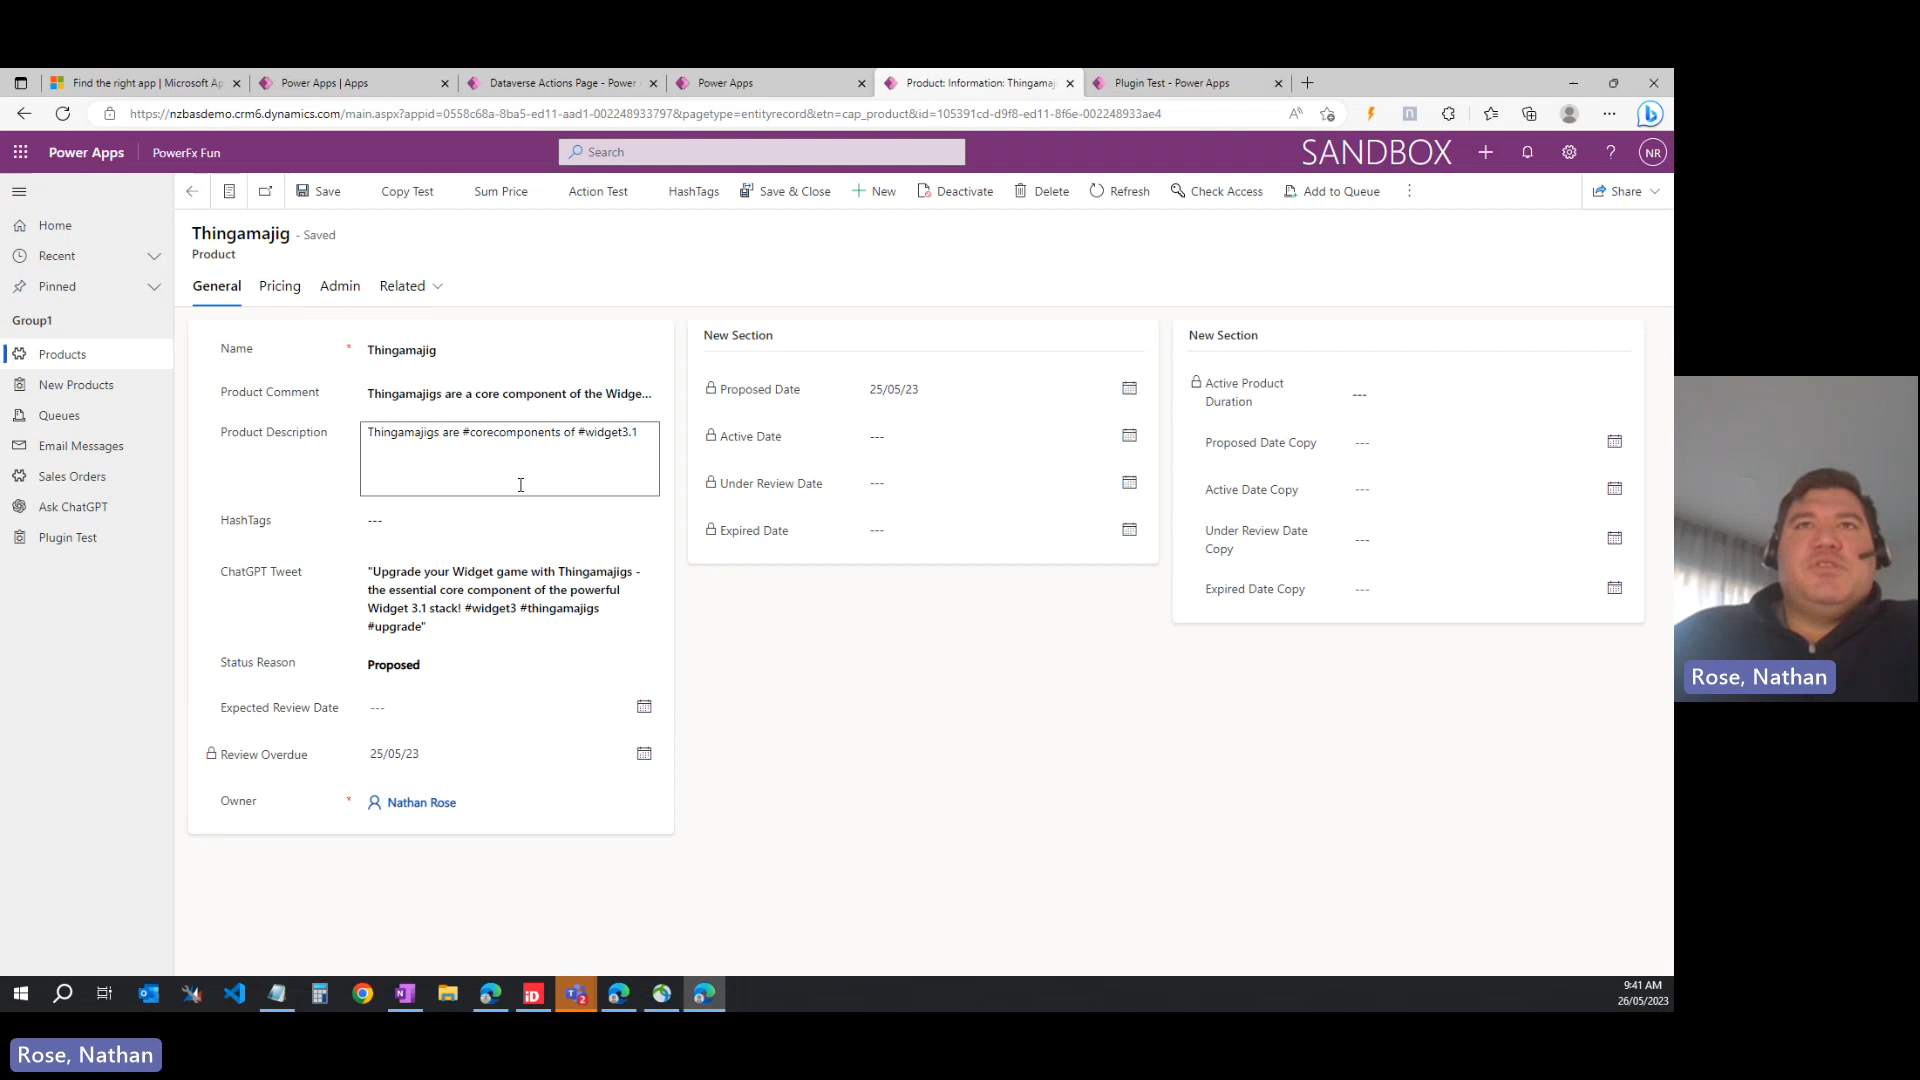 Find the right app | Microsoft Ap
Power Apps | Apps
Dataverse Actions Page - Power
Power Apps
Product: Information: Thingamaj
Plugin Test - Power Apps
https://nzbasdemo.crm6.dynamics.com/main.aspx?appid=0558c68a-8ba5-ed11-aad1-002248933797&pagetype=entityrecord&etn=cap_product&id=105391cd-d9f8-ed11-8f6e-002248933ae4
Power Apps
PowerFx Fun
Search
SANDBOX
NR
Save
Copy Test
Sum Price
Action Test
HashTags
Save & Close
New
Deactivate
Delete
Refresh
Check Access
Add to Queue
Share
Home
Recent
Pinned
Group1
Products
New Products
Queues
Email Messages
Sales Orders
Ask ChatGPT
Plugin Test
Thingamajig - Saved
Product
General
Pricing
Admin
Related
Name * Thingamajig
Product Comment Thingamajigs are a core component of the Widge...
Product Description Thingamajigs are #corecomponents of #widget3.1
HashTags ---
ChatGPT Tweet "Upgrade your Widget game with Thingamajigs -
the essential core component of the powerful
Widget 3.1 stack! #widget3 #thingamajigs
#upgrade"
Status Reason Proposed
Expected Review Date ---
Review Overdue 25/05/23
Owner * Nathan Rose
New Section
Proposed Date 25/05/23
Active Date ---
Under Review Date ---
Expired Date ---
New Section
Active Product
Duration ---
Proposed Date Copy ---
Active Date Copy ---
Under Review Date
Copy ---
Expired Date Copy ---
Rose, Nathan
9:41 AM
26/05/2023
Rose, Nathan